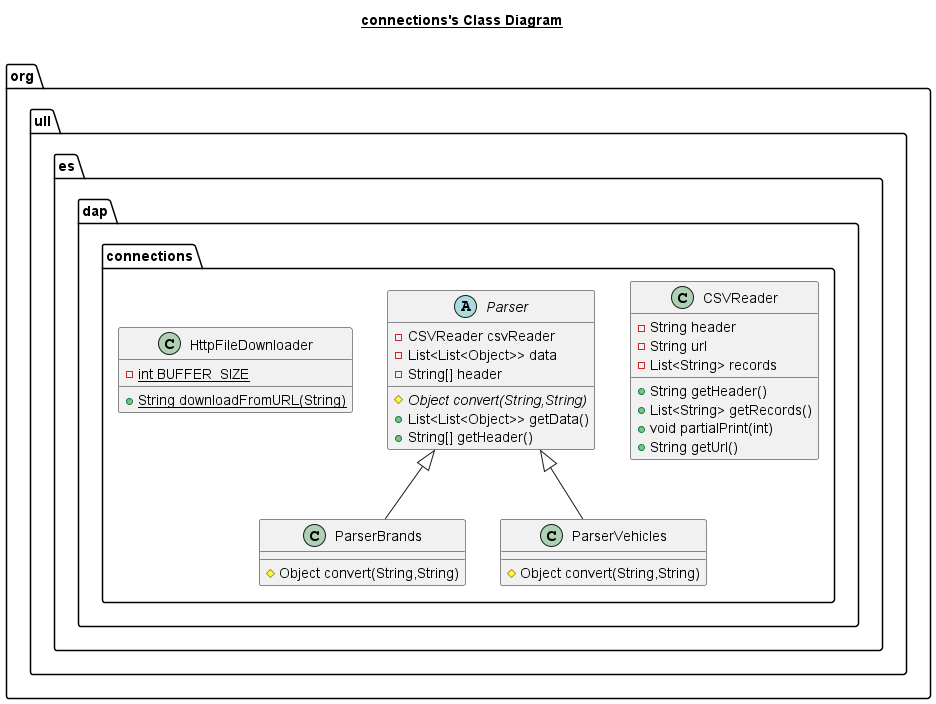 connections's Class Diagram
org
ull
es
dap
connections
HttpFileDownloader
int BUFFER_SIZE
String downloadFromURL(String)
A Parser
CSVReader csvReader
List<List<Object>> data
String[] header
Object convert(String,String)
List<List<Object>> getData()
String[] getHeader()
C CSVReader
String header
String url
List<String> records
String getHeader()
List<String> getRecords()
void partialPrint(int)
String getUrl()
C ParserBrands
Object convert(String,String)
C ParserVehicles
Object convert(String,String)